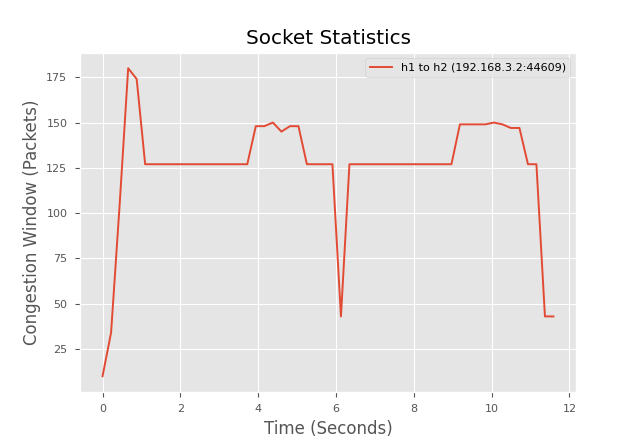 Socket Statistics
h1 to h2 (192.168.3.2:44609)
Congestion Window (Packets)
175
150
125
100
75
50
25
0 2 4 6 8 10 12
Time (Seconds)